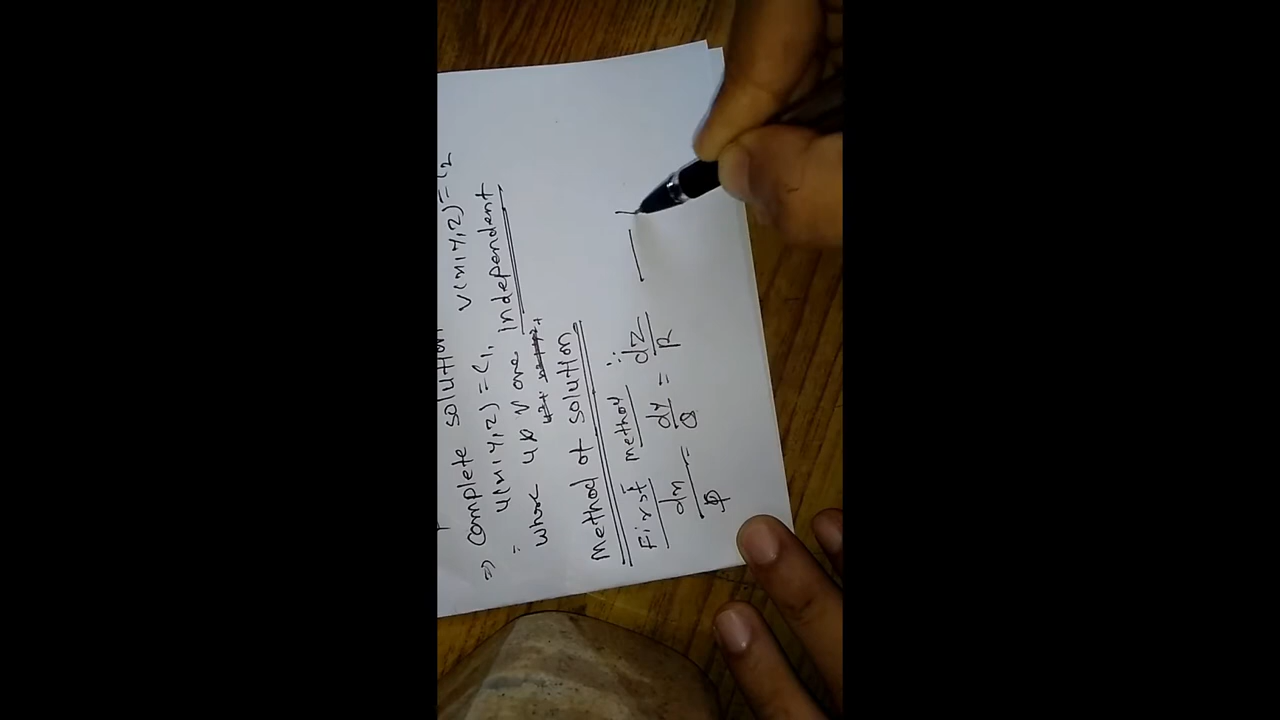 ⇒ Complete solution
u(x,y,z) = c1, v(x,y,z) = c2
where u & v are independent
Method of solution
First method :
dx/P = dy/Q = dz/R